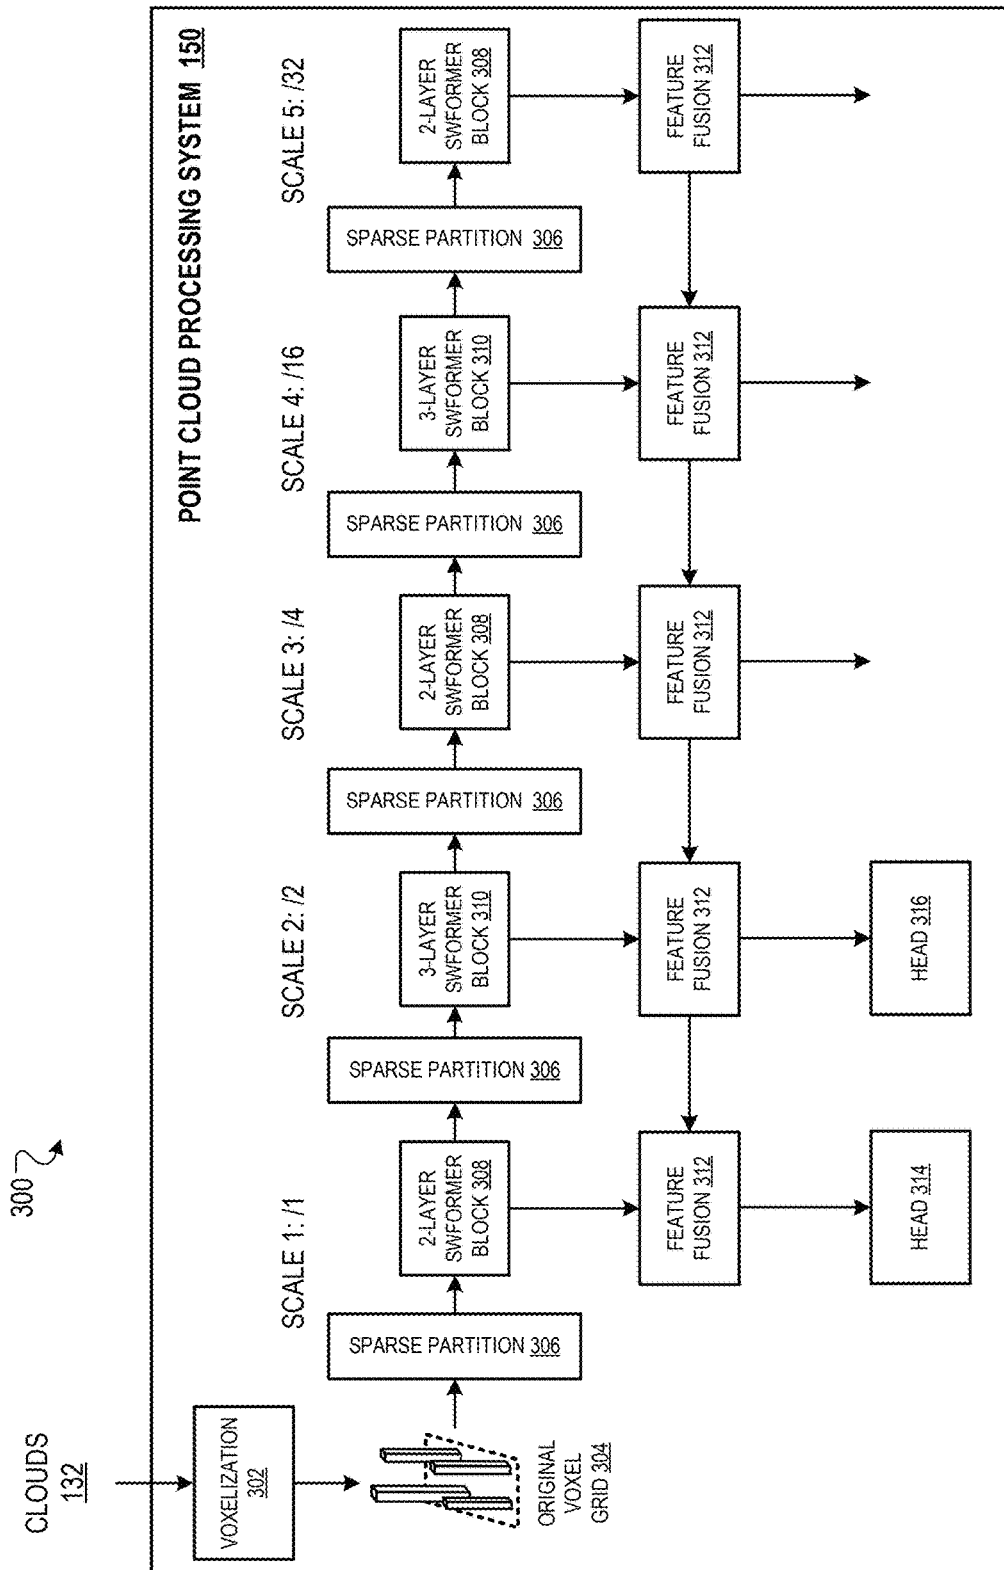 300
CLOUDS
132
POINT CLOUD PROCESSING SYSTEM 150
VOXELIZATION
302
ORIGINAL
VOXEL
GRID 304
SCALE 1: /1
SCALE 2: /2
SCALE 3: /4
SCALE 4: /16
SCALE 5: /32
SPARSE PARTITION 306
2-LAYER
SWFORMER
BLOCK 308
SPARSE PARTITION 306
3-LAYER
SWFORMER
BLOCK 310
SPARSE PARTITION 306
2-LAYER
SWFORMER
BLOCK 308
SPARSE PARTITION 306
3-LAYER
SWFORMER
BLOCK 310
SPARSE PARTITION 306
2-LAYER
SWFORMER
BLOCK 308
FEATURE
FUSION 312
FEATURE
FUSION 312
FEATURE
FUSION 312
FEATURE
FUSION 312
FEATURE
FUSION 312
HEAD 314
HEAD 316